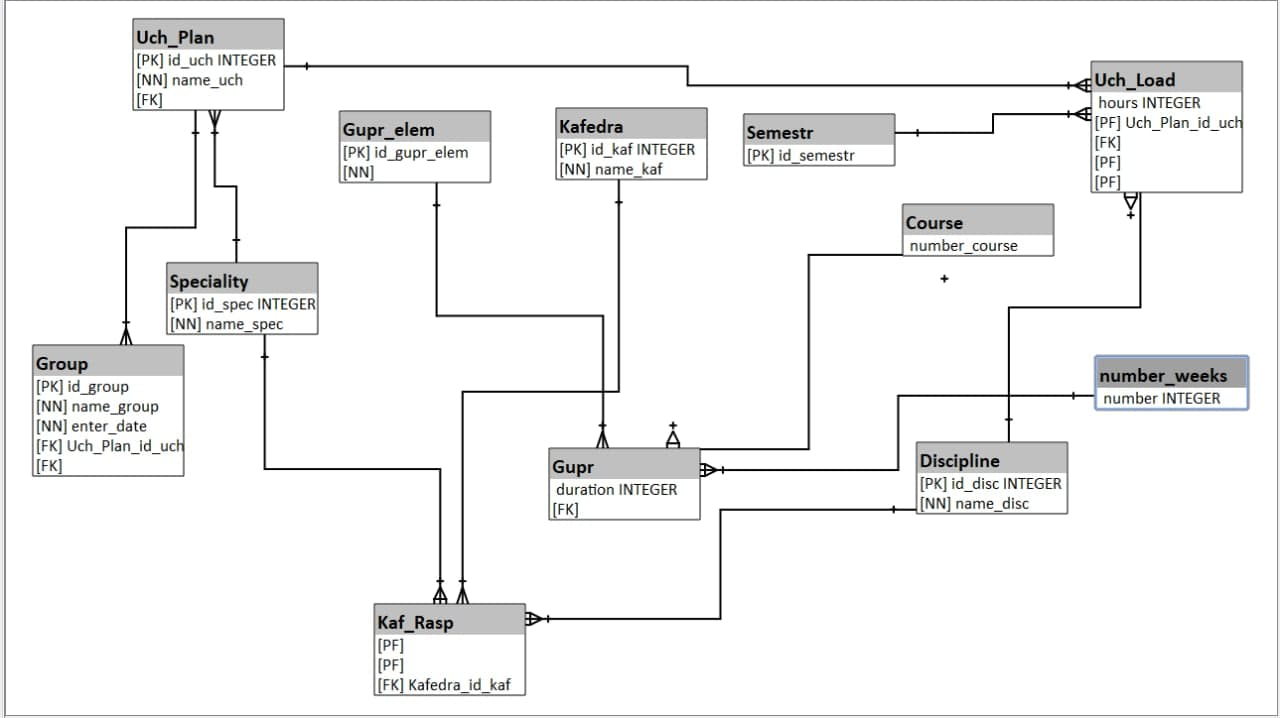 Uch_Plan
[PK] id_uch INTEGER
[NN] name_uch
[FK]
Gupr_elem
[PK] id_gupr_elem
[NN]
Kafedra
[PK] id_kaf INTEGER
[NN] name_kaf
Semestr
[PK] id_semestr
Uch_Load
hours INTEGER
[PF] Uch_Plan_id_uch
[FK]
[PF]
[PF]
Course
number_course
Speciality
[PK] id_spec INTEGER
[NN] name_spec
Group
[PK] id_group
[NN] name_group
[NN] enter_date
[FK] Uch_Plan_id_uch
[FK]
number_weeks
number INTEGER
Gupr
duration INTEGER
[FK]
Discipline
[PK] id_disc INTEGER
[NN] name_disc
Kaf_Rasp
[PF]
[PF]
[FK] Kafedra_id_kaf